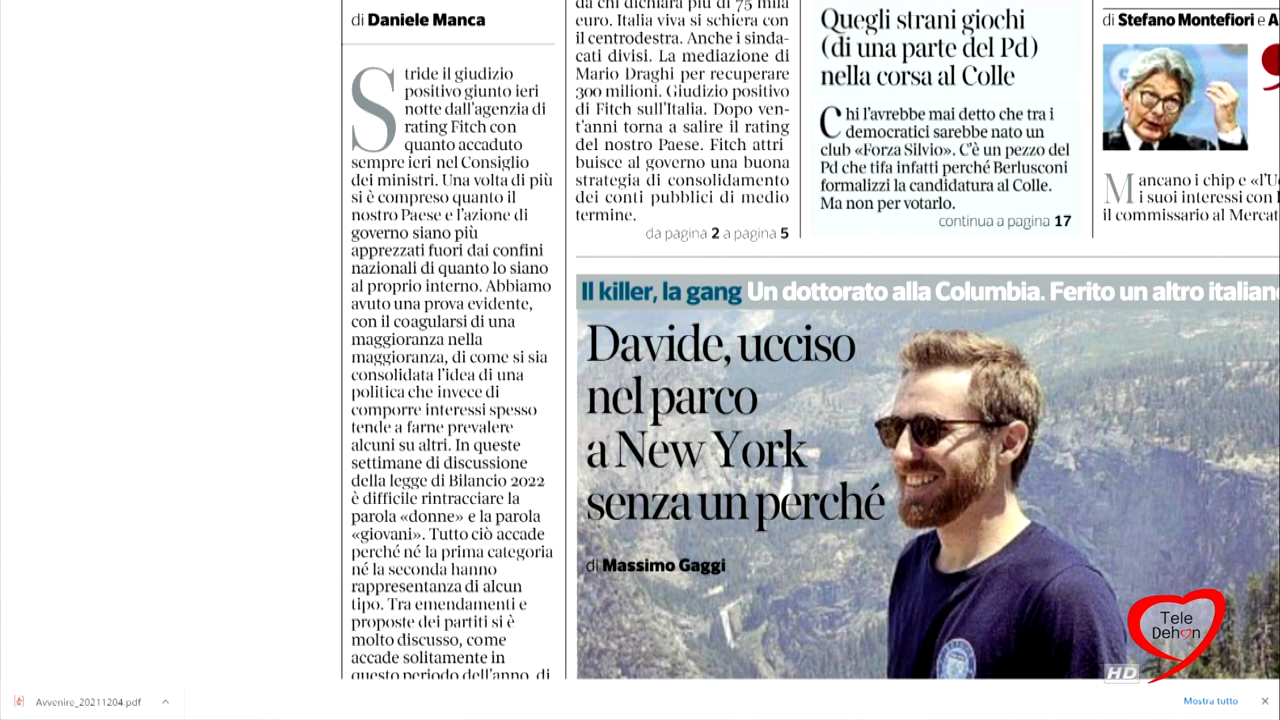 di Daniele Manca
Stride il giudizio
positivo giunto ieri
notte dall'agenzia di
rating Fitch con
quanto accaduto
sempre ieri nel Consiglio
dei ministri. Una volta di più
si è compreso quanto il
nostro Paese e l'azione di
governo siano più
apprezzati fuori dai confini
nazionali di quanto lo siano
al proprio interno. Abbiamo
avuto una prova evidente,
con il coagularsi di una
maggioranza nella
maggioranza, di come si sia
consolidata l'idea di una
politica che invece di
comporre interessi spesso
tende a farne prevalere
alcuni su altri. In queste
settimane di discussione
della legge di Bilancio 2022
è difficile rintracciare la
parola «donne» e la parola
«giovani». Tutto ciò accade
perché né la prima categoria
né la seconda hanno
rappresentanza di alcun
tipo. Tra emendamenti e
proposte dei partiti si è
molto discusso, come
accade solitamente in
questo periodo dell'anno, di
da chi dichiara più di 75 mila
euro. Italia viva si schiera con
il centrodestra. Anche i sinda-
cati divisi. La mediazione di
Mario Draghi per recuperare
300 milioni. Giudizio positivo
di Fitch sull'Italia. Dopo ven-
t'anni torna a salire il rating
del nostro Paese. Fitch attri
buisce al governo una buona
strategia di consolidamento
dei conti pubblici di medio
termine.
da pagina 2 a pagina 5
Quegli strani giochi
(di una parte del Pd)
nella corsa al Colle
Chi l'avrebbe mai detto che tra i
democratici sarebbe nato un
club «Forza Silvio». C'è un pezzo del
Pd che tifa infatti perché Berlusconi
formalizzi la candidatura al Colle.
Ma non per votarlo.
continua a pagina 17
di Stefano Montefiori e A
Mancano i chip e «l'U
i suoi interessi con l
il commissario al Mercat
Il killer, la gang Un dottorato alla Columbia. Ferito un altro italian
Davide, ucciso
nel parco
a New York
senza un perché
di Massimo Gaggi
Tele
Dehon
HD
Avvenire_20211204.pdf
Mostra tutto